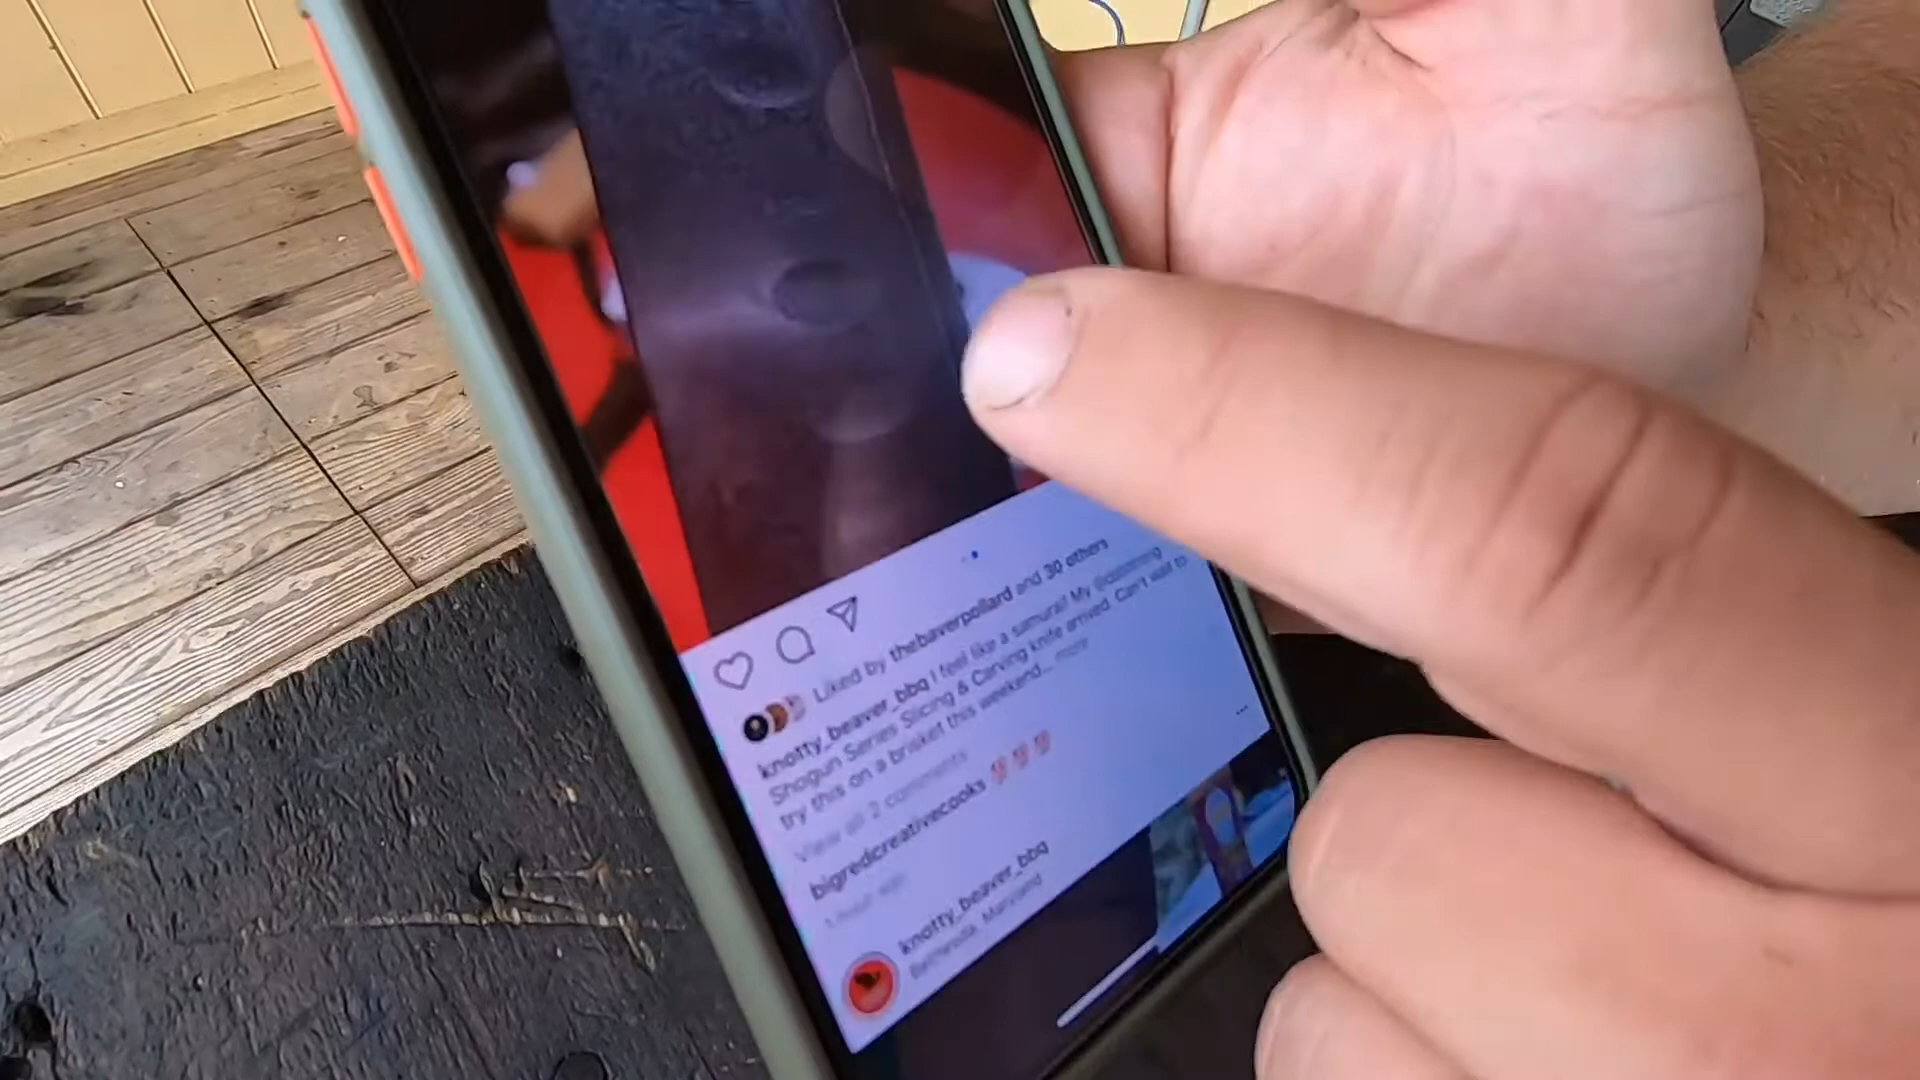 Liked by thebaverpollard and 30 others
knotty_beaver_bbq I feel like a samurai! My
Shogun Series Slicing & Carving knife arrived. Can't wait to
try this on a brisket this weekend... more
View all 2 comments
bigredcreativecooks 💯💯💯
knotty_beaver_bbq
Maryland